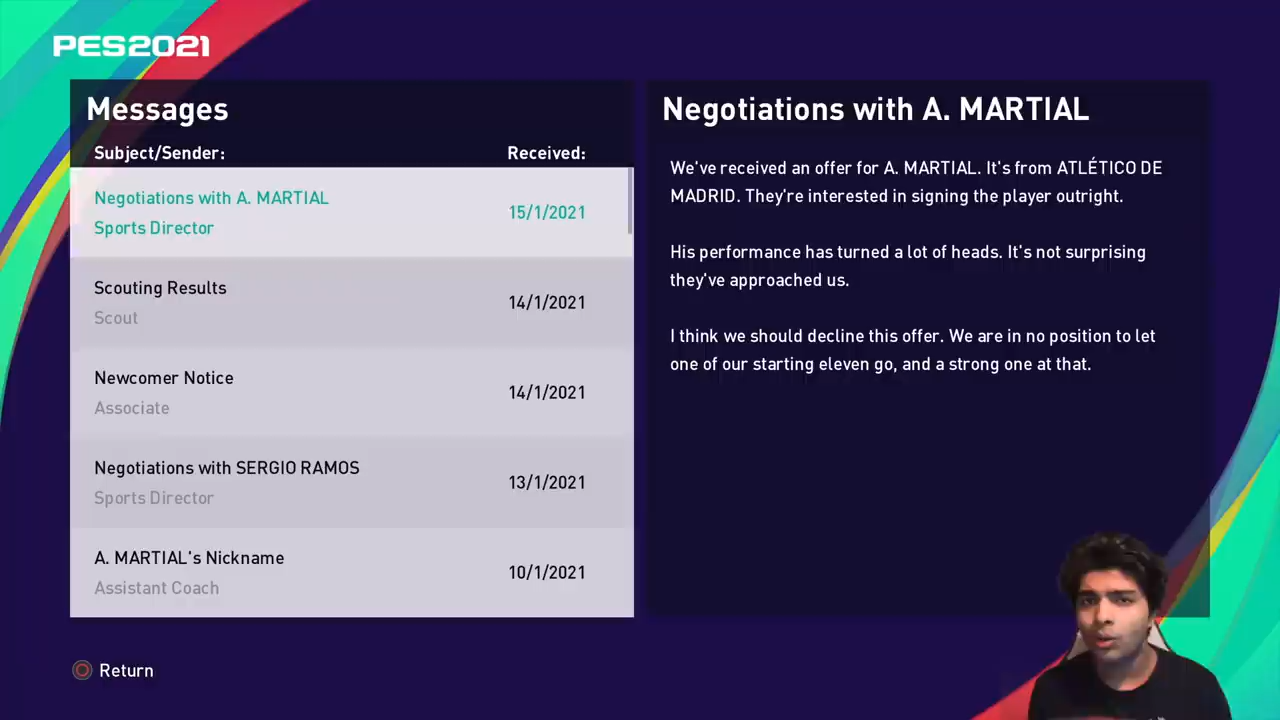 PES2021
Messages
Subject/Sender:
Received:
Negotiations with A. MARTIAL
Sports Director
15/1/2021
Scouting Results
Scout
14/1/2021
Newcomer Notice
Associate
14/1/2021
Negotiations with SERGIO RAMOS
Sports Director
13/1/2021
A. MARTIAL's Nickname
Assistant Coach
10/1/2021
Negotiations with A. MARTIAL
We've received an offer for A. MARTIAL. It's from ATLÉTICO DE
MADRID. They're interested in signing the player outright.
His performance has turned a lot of heads. It's not surprising
they've approached us.
I think we should decline this offer. We are in no position to let
one of our starting eleven go, and a strong one at that.
Return